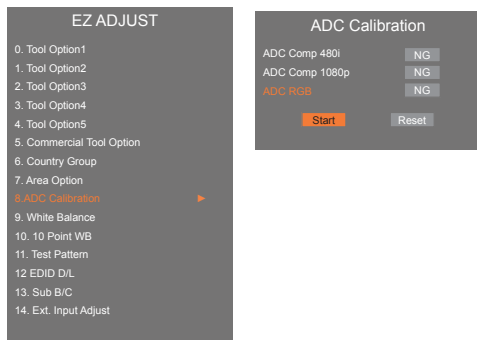 EZ ADJUST
0. Tool Option1
1. Tool Option2
2. Tool Option3
3. Tool Option4
4. Tool Option5
5. Commercial Tool Option
6. Country Group
7. Area Option
8.ADC Calibration ►
9. White Balance
10. 10 Point WB
11. Test Pattern
12 EDID D/L
13. Sub B/C
14. Ext. Input Adjust
ADC Calibration
ADC Comp 480i NG
ADC Comp 1080p NG
ADC RGB NG
Start Reset